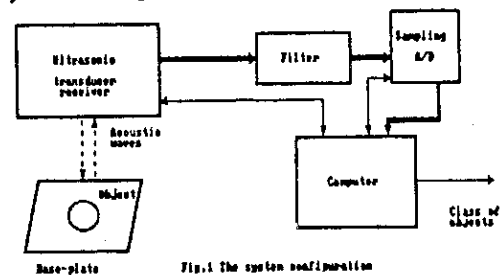 Ultrasonic
transducer
receiver
Filter
Sampling
A/D
Acoustic
waves
Object
Computer
Class of
objects
Base-plate
Fig.1 The system configuration